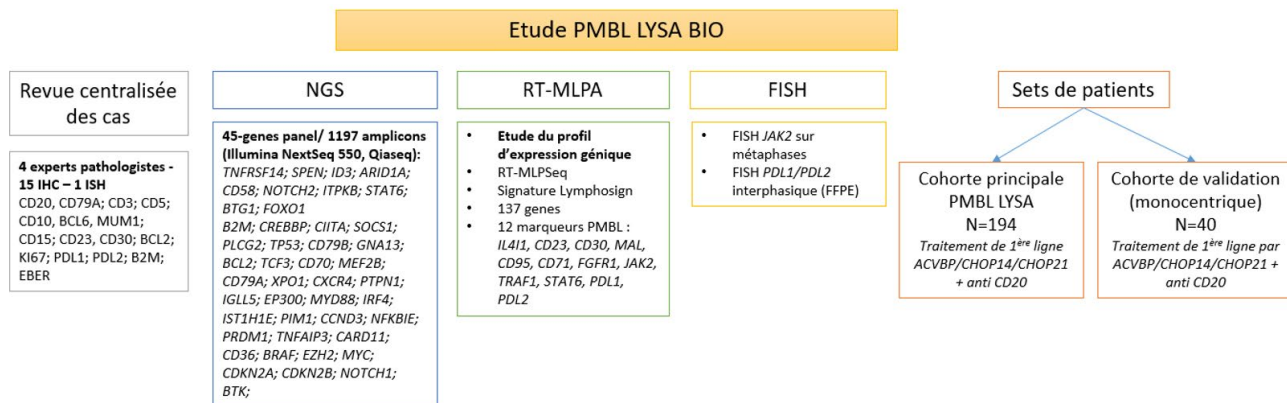 Etude PMBL LYSA BIO
Revue centralisée
des cas
4 experts pathologistes -
15 IHC – 1 ISH
CD20, CD79A; CD3; CD5;
CD10, BCL6, MUM1;
CD15; CD23, CD30; BCL2;
KI67; PDL1; PDL2; B2M;
EBER
NGS
45-genes panel/ 1197 amplicons
(Illumina NextSeq 550, Qiaseq):
TNFRSF14; SPEN; ID3; ARID1A;
CD58; NOTCH2; ITPKB; STAT6;
BTG1; FOXO1
B2M; CREBBP; CIITA; SOCS1;
PLCG2; TP53; CD79B; GNA13;
BCL2; TCF3; CD70; MEF2B;
CD79A; XPO1; CXCR4; PTPN1;
IGLL5; EP300; MYD88; IRF4;
IST1H1E; PIM1; CCND3; NFKBIE;
PRDM1; TNFAIP3; CARD11;
CD36; BRAF; EZH2; MYC;
CDKN2A; CDKN2B; NOTCH1;
BTK;
RT-MLPA
• Etude du profil
d'expression génique
• RT-MLPSeq
• Signature Lymphosign
• 137 genes
• 12 marqueurs PMBL :
IL4I1, CD23, CD30, MAL,
CD95, CD71, FGFR1, JAK2,
TRAF1, STAT6, PDL1,
PDL2
FISH
• FISH JAK2 sur
métaphases
• FISH PDL1/PDL2
interphasique (FFPE)
Sets de patients
Cohorte principale
PMBL LYSA
N=194
Traitement de 1ère ligne
ACVBP/CHOP14/CHOP21
+ anti CD20
Cohorte de validation
(monocentrique)
N=40
Traitement de 1ère ligne par
ACVBP/CHOP14/CHOP21 +
anti CD20